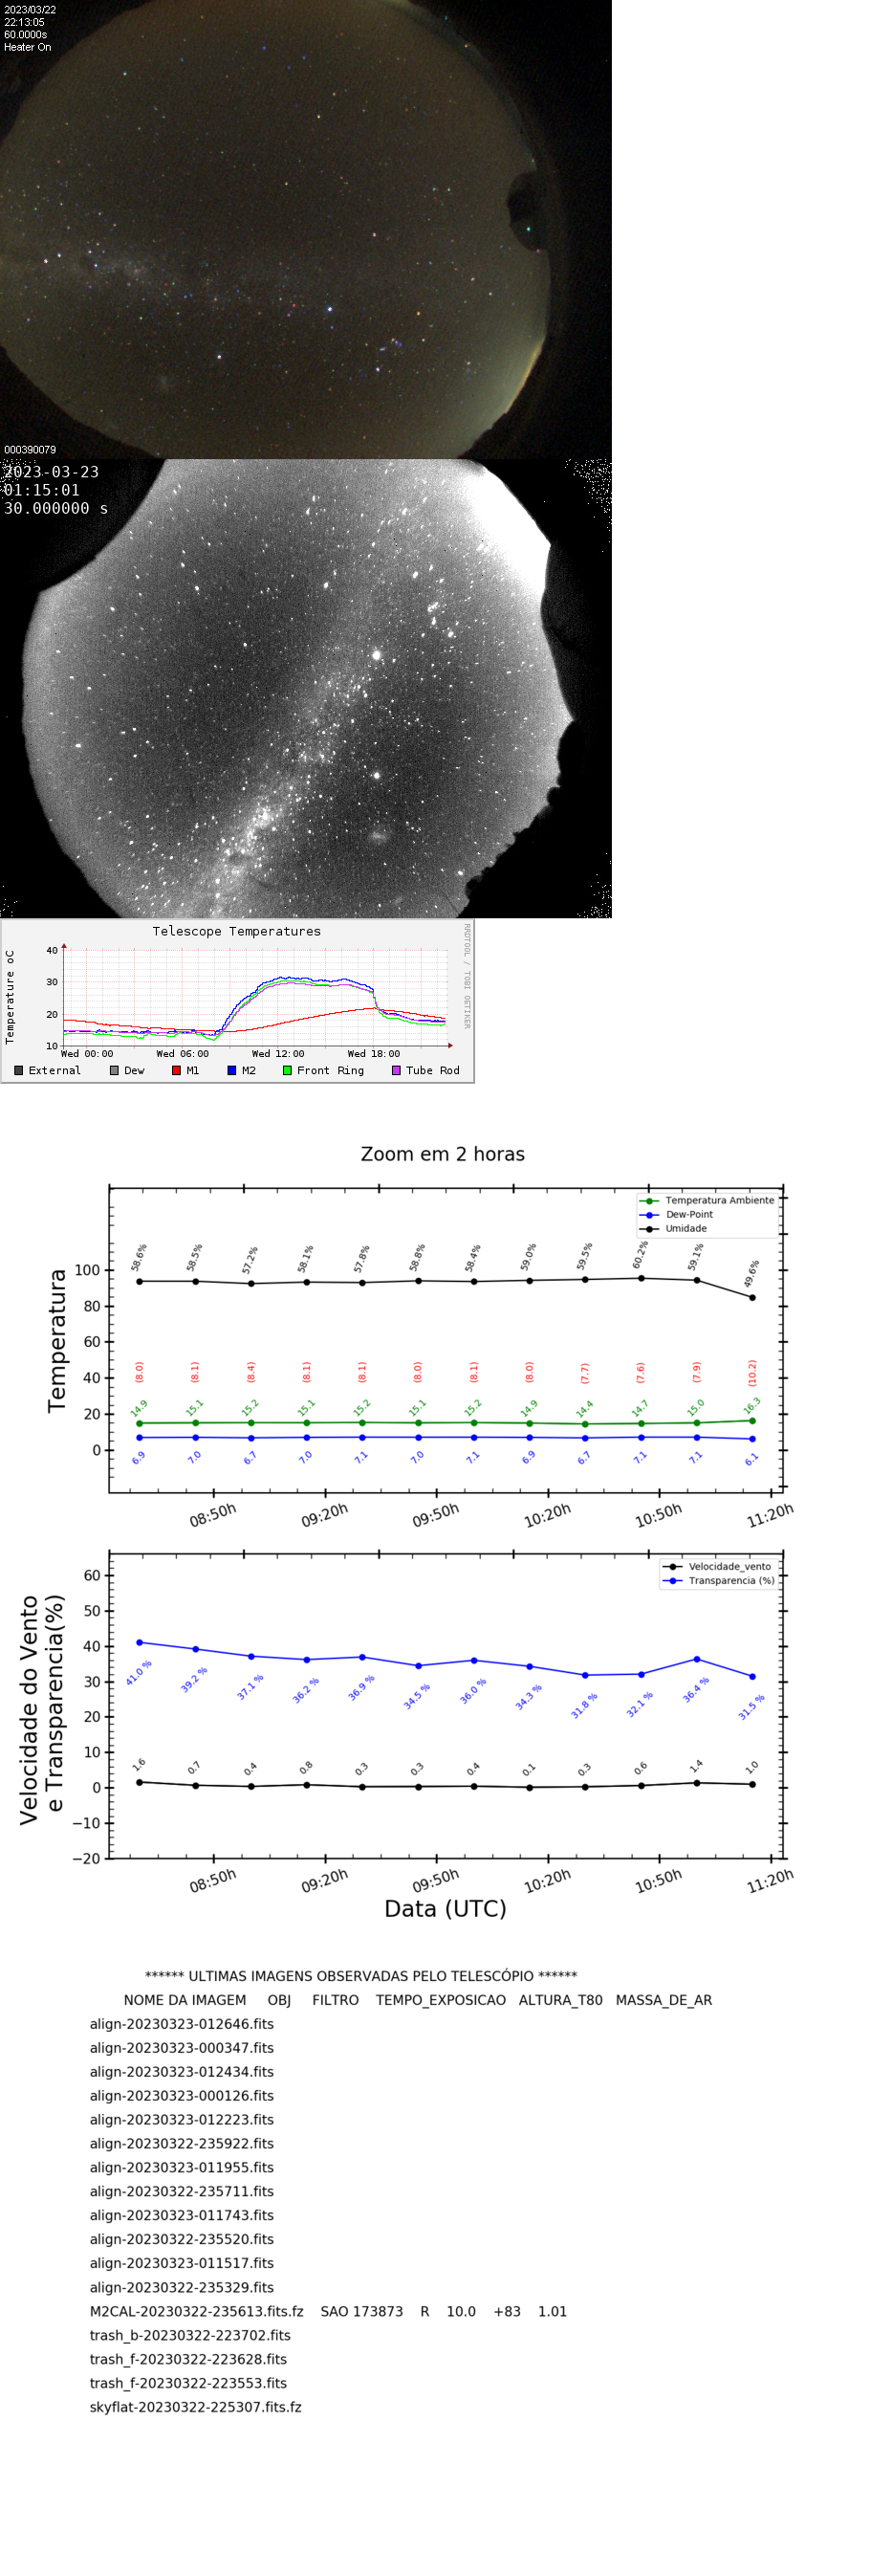 2023/03/22
22:13:05
60.0000s
Heater On
000390079
2023-03-23
01:15:01
30.000000 s
Telescope Temperatures
RRDTOOL / TOBI OETIKER
Temperature oC
40
30
20
10
Wed 00:00 Wed 06:00 Wed 12:00 Wed 18:00
External Dew M1 M2 Front Ring Tube Rod
Zoom em 2 horas
Temperatura Ambiente
Dew-Point
Umidade
Temperatura
100
80
60
40
20
0
58.6% 58.5% 57.2% 58.1% 57.8% 58.8% 58.4% 59.0% 59.5% 60.2% 59.1% 49.6%
(8.0) (8.1) (8.4) (8.1) (8.1) (8.0) (8.1) (8.0) (7.7) (7.6) (7.9) (10.2)
14.9 15.1 15.2 15.1 15.2 15.1 15.2 14.9 14.4 14.7 15.0 16.3
6.9 7.0 6.7 7.0 7.1 7.0 7.1 6.9 6.7 7.1 7.1 6.1
08:50h 09:20h 09:50h 10:20h 10:50h 11:20h
Velocidade_vento
Transparencia (%)
Velocidade do Vento
e Transparencia(%)
60
50
40
30
20
10
0
−10
−20
41.0 % 39.2 % 37.1 % 36.2 % 36.9 % 34.5 % 36.0 % 34.3 % 31.8 % 32.1 % 36.4 % 31.5 %
1.6 0.7 0.4 0.8 0.3 0.3 0.4 0.1 0.3 0.6 1.4 1.0
08:50h 09:20h 09:50h 10:20h 10:50h 11:20h
Data (UTC)
****** ULTIMAS IMAGENS OBSERVADAS PELO TELESCÓPIO ******
NOME DA IMAGEM OBJ FILTRO TEMPO_EXPOSICAO ALTURA_T80 MASSA_DE_AR
align-20230323-012646.fits
align-20230323-000347.fits
align-20230323-012434.fits
align-20230323-000126.fits
align-20230323-012223.fits
align-20230322-235922.fits
align-20230323-011955.fits
align-20230322-235711.fits
align-20230323-011743.fits
align-20230322-235520.fits
align-20230323-011517.fits
align-20230322-235329.fits
M2CAL-20230322-235613.fits.fz SAO 173873 R 10.0 +83 1.01
trash_b-20230322-223702.fits
trash_f-20230322-223628.fits
trash_f-20230322-223553.fits
skyflat-20230322-225307.fits.fz